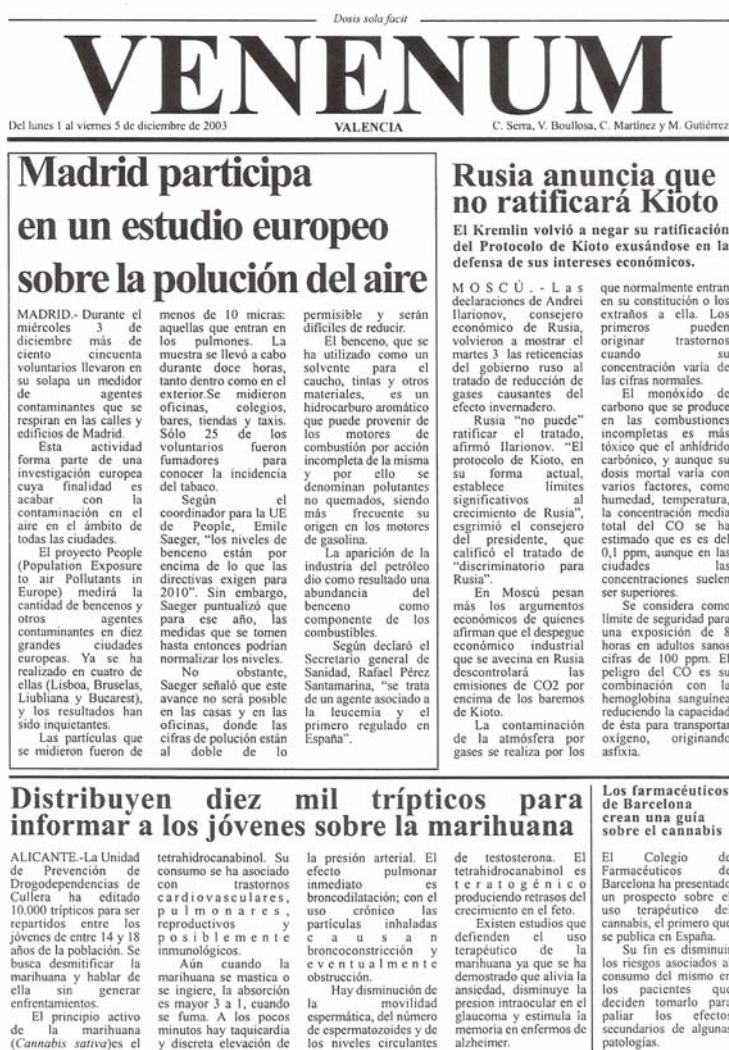 Dosis sola facit
VENENUM
Del lunes 1 al viernes 5 de diciembre de 2003
VALENCIA
C. Serra, V. Boullosa, C. Martínez y M. Gutiérrez
Madrid participa
en un estudio europeo
sobre la polución del aire
MADRID.- Durante el
miércoles 3 de
diciembre más de
ciento cincuenta
voluntarios llevaron en
su solapa un medidor
de agentes
contaminantes que se
respiran en las calles y
edificios de Madrid.
Esta actividad
forma parte de una
investigación europea
cuya finalidad es
acabar con la
contaminación en el
aire en el ámbito de
todas las ciudades.
El proyecto People
(Population Exposure
to air Pollutants in
Europe) medirá la
cantidad de bencenos y
otros agentes
contaminantes en diez
grandes ciudades
europeas. Ya se ha
realizado en cuatro de
ellas (Lisboa, Bruselas,
Liubliana y Bucarest),
y los resultados han
sido inquietantes.
Las partículas que
se midieron fueron de
menos de 10 micras:
aquellas que entran en
los pulmones. La
muestra se llevó a cabo
durante doce horas,
tanto dentro como en el
exterior.Se midieron
oficinas, colegios,
bares, tiendas y taxis.
Sólo 25 de los
voluntarios fueron
fumadores para
conocer la incidencia
del tabaco.
Según el
coordinador para la UE
de People, Emile
Saeger, “los niveles de
benceno están por
encima de lo que las
directivas exigen para
2010”. Sin embargo,
Saeger puntualizó que
para ese año, las
medidas que se tomen
hasta entonces podrían
normalizar los niveles.
No obstante,
Saeger señaló que este
avance no será posible
en las casas y en las
oficinas, donde las
cifras de polución están
al doble de lo
permisible y serán
difíciles de reducir.
El benceno, que se
ha utilizado como un
solvente para el
caucho, tintas y otros
materiales, es un
hidrocarburo aromático
que puede provenir de
los motores de
combustión por acción
incompleta de la misma
y por ello se
denominan polutantes
no quemados, siendo
más frecuente su
origen en los motores
de gasolina.
La aparición de la
industria del petróleo
dio como resultado una
abundancia del
benceno como
componente de los
combustibles.
Según declaró el
Secretario general de
Sanidad, Rafael Pérez
Santamarina, “se trata
de un agente asociado a
la leucemia y el
primero regulado en
España”.
Rusia anuncia que
no ratificará Kioto
El Kremlin volvió a negar su ratificación
del Protocolo de Kioto exusándose en la
defensa de sus intereses económicos.
MOSCÚ.- Las
declaraciones de Andrei
Ilarionov, consejero
económico de Rusia,
volvieron a mostrar el
martes 3 las reticencias
del gobierno ruso al
tratado de reducción de
gases causantes del
efecto invernadero.
Rusia “no puede”
ratificar el tratado,
afirmó Ilarionov. “El
protocolo de Kioto, en
su forma actual,
establece límites
significativos al
crecimiento de Rusia”,
esgrimió el consejero
del presidente, que
calificó el tratado de
“discriminatorio para
Rusia”.
En Moscú pesan
más los argumentos
económicos de quienes
afirman que el despegue
económico industrial
que se avecina en Rusia
descontrolará las
emisiones de CO2 por
encima de los baremos
de Kioto.
La contaminación
de la atmósfera por
gases se realiza por los
que normalmente entran
en su constitución o los
extraños a ella. Los
primeros pueden
originar trastornos
cuando su
concentración varía de
las cifras normales.
El monóxido de
carbono que se produce
en las combustiones
incompletas es más
tóxico que el anhídrido
carbónico, y aunque su
dosis mortal varía con
varios factores, como
humedad, temperatura,
la concentración media
total del CO se ha
estimado que es es del
0,1 ppm, aunque en las
ciudades las
concentraciones suelen
ser superiores.
Se considera como
límite de seguridad para
una exposición de 8
horas en adultos sanos
cifras de 100 ppm. El
peligro del CO es su
combinación con la
hemoglobina sanguínea
reduciendo la capacidad
de ésta para transportar
oxígeno, originando
asfixia.
Distribuyen diez mil trípticos para
informar a los jóvenes sobre la marihuana
ALICANTE.-La Unidad
de Prevención de
Drogodependencias de
Cullera ha editado
10.000 trípticos para ser
repartidos entre los
jóvenes de entre 14 y 18
años de la población. Se
busca desmitificar la
marihuana y hablar de
ella sin generar
enfrentamientos.
El principio activo
de la marihuana
(Cannabis sativa)es el
tetrahidrocanabinol. Su
consumo se ha asociado
con trastornos
cardiovasculares,
pulmonares,
reproductivos y
posiblemente
inmunológicos.
Aún cuando la
marihuana se mastica o
se ingiere, la absorción
es mayor 3 a 1, cuando
se fuma. A los pocos
minutos hay taquicardia
y discreta elevación de
la presión arterial. El
efecto pulmonar
inmediato es
broncodilatación; con el
uso crónico las
partículas inhaladas
causan
broncoconstricción y
eventualmente
obstrucción.
Hay disminución de
la movilidad
espermática, del número
de espermatozoides y de
los niveles circulantes
de testosterona. El
tetrahidrocanabinol es
teratogénico
produciendo retrasos del
crecimiento en el feto.
Existen estudios que
defienden el uso
terapéutico de la
marihuana ya que se ha
demostrado que alivia la
ansiedad, disminuye la
presion intraocular en el
glaucoma y estimula la
memoria en enfermos de
alzheimer.
Los farmacéuticos
de Barcelona
crean una guía
sobre el cannabis
El Colegio de
Farmacéuticos de
Barcelona ha presentado
un prospecto sobre el
uso terapéutico del
cannabis, el primero que
se publica en España.
Su fin es disminuir
los riesgos asociados al
consumo del mismo en
los pacientes que
deciden tomarlo para
paliar los efectos
secundarios de algunas
patologías.